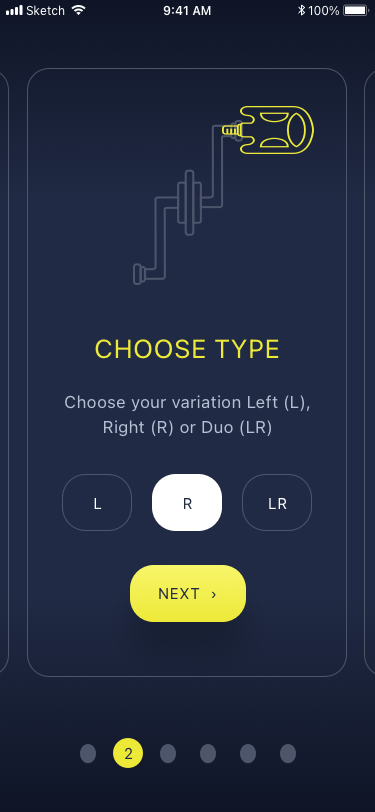 Sketch 9:41 AM 100%
CHOOSE TYPE
Choose your variation Left (L),
Right (R) or Duo (LR)
L R LR
NEXT ›
2